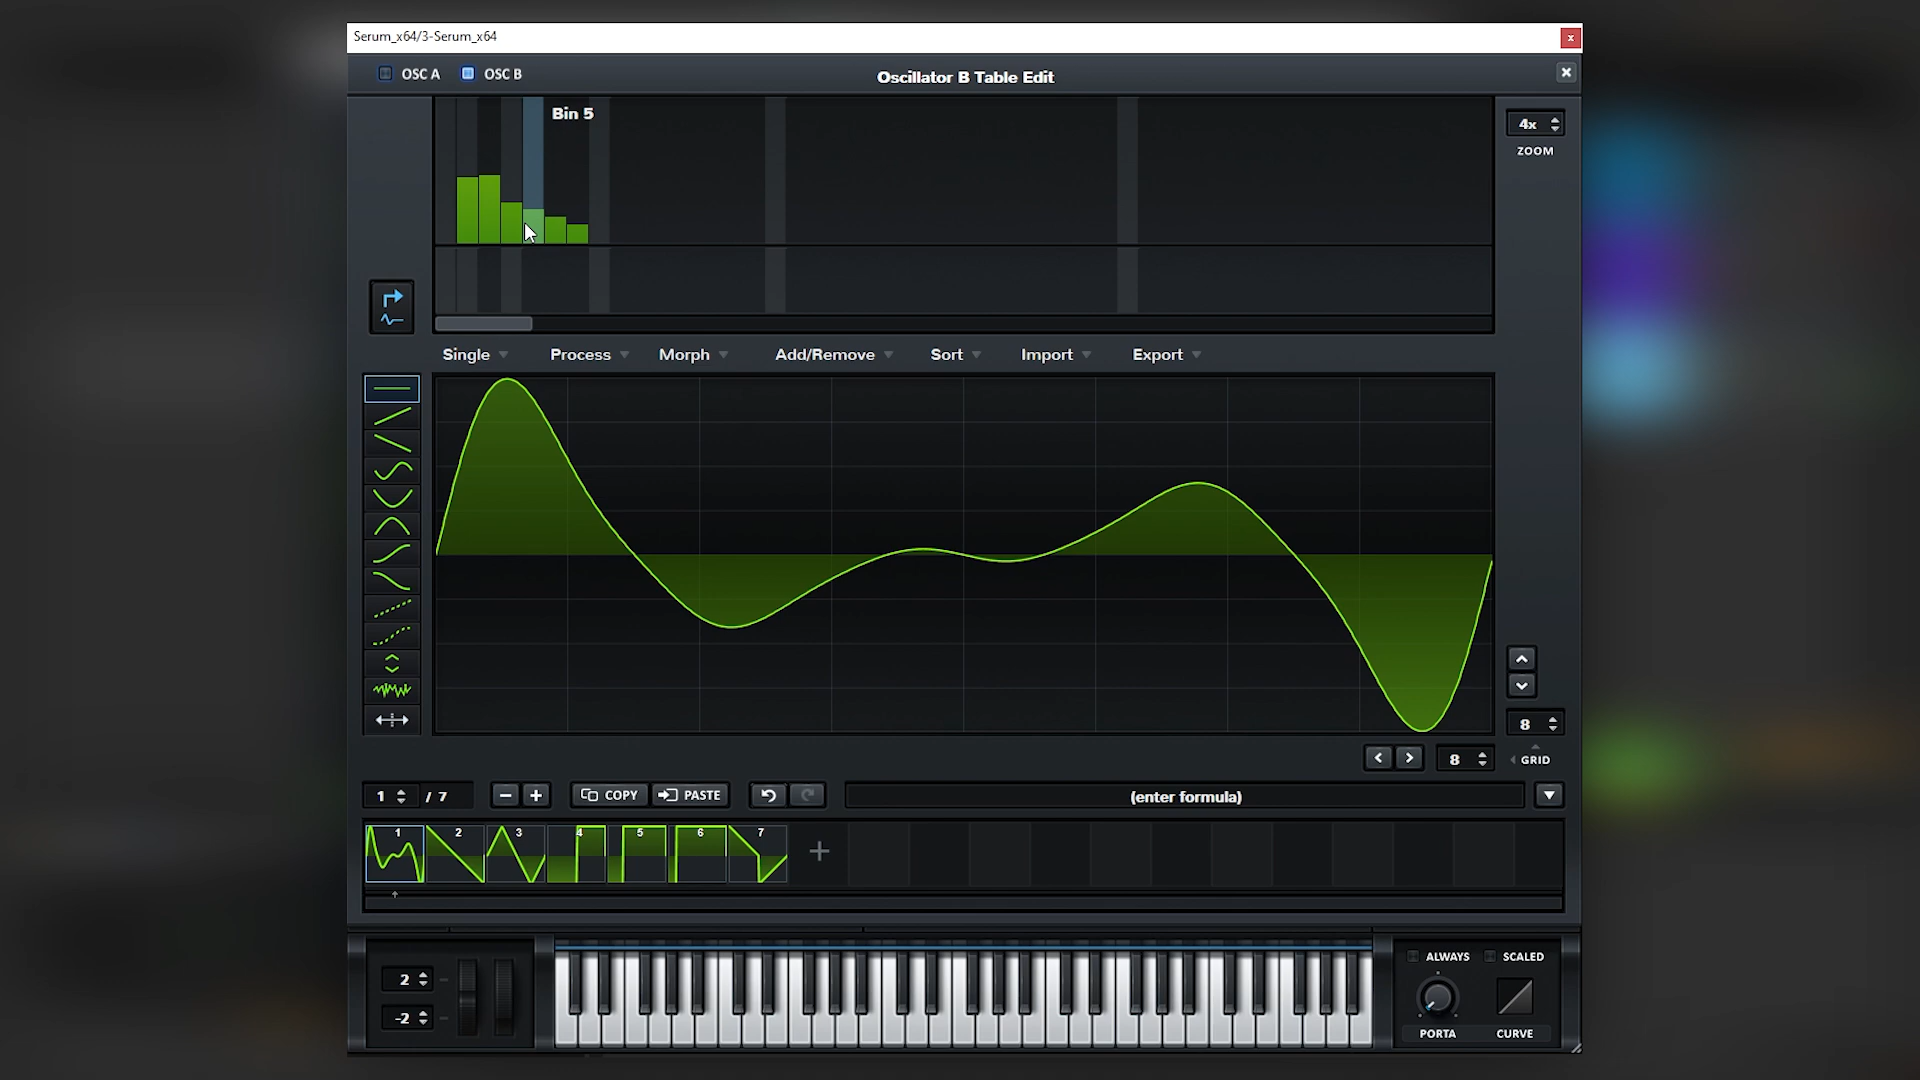 Serum_x64/3-Serum_x64
x
OSC A OSC B
Oscillator B Table Edit
Bin 5
4x
ZOOM
Single Process Morph Add/Remove Sort Import Export
8
8 GRID
1 / 7
COPY PASTE
(enter formula)
1 2 3 4 5 6 7
ALWAYS SCALED
2
-2
PORTA CURVE